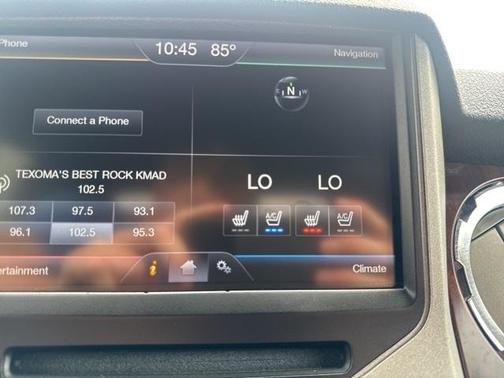 Phone
10:45 85°
Navigation
N
E W
Connect a Phone
TEXOMA'S BEST ROCK KMAD
102.5
LO LO
107.3 97.5 93.1
96.1 102.5 95.3
A/C A/C
ertainment
i
Climate